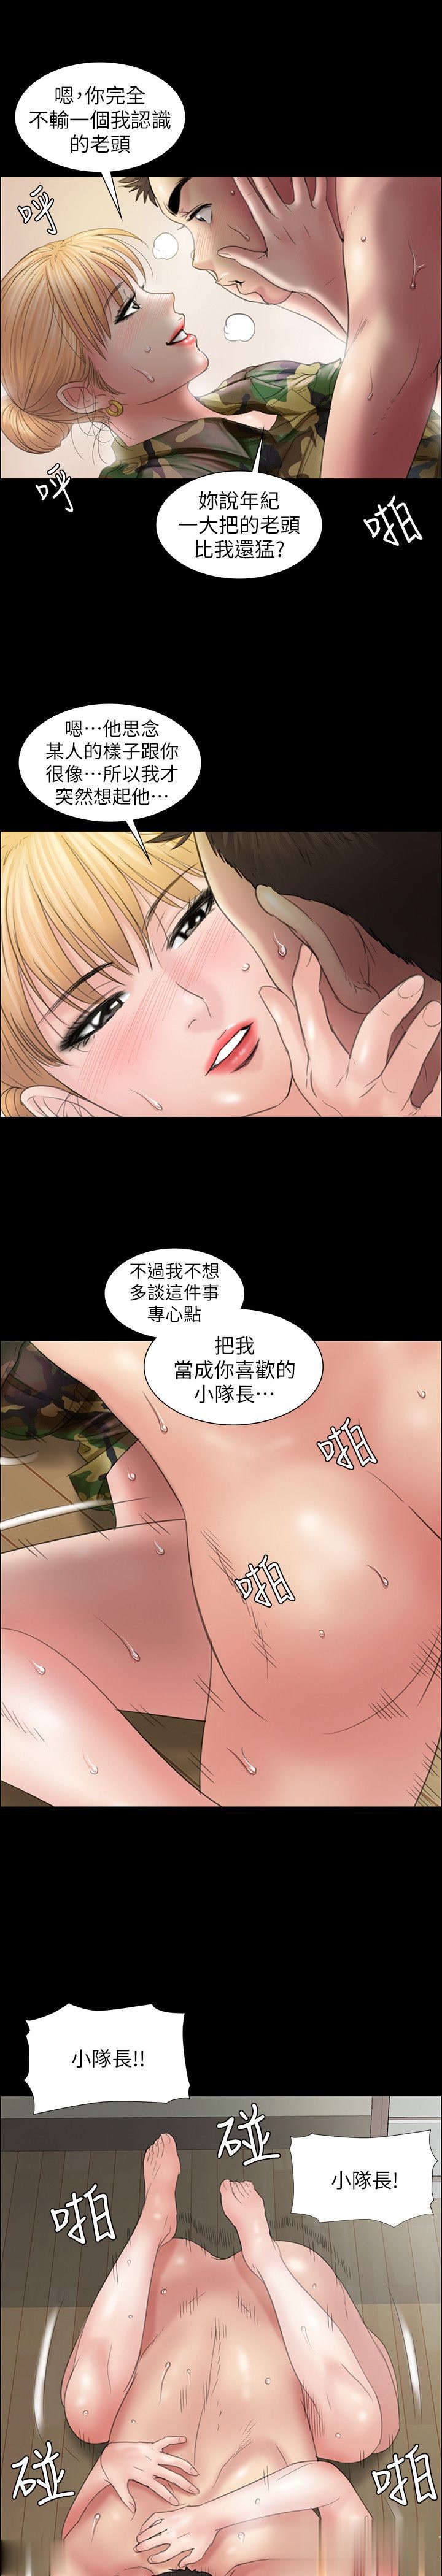 嗯,你完全
不輸一個我認識
的老頭
呼
呼
妳說年紀
一大把的老頭
比我還猛?
啪
嗯…他思念
某人的樣子跟你
很像…所以我才
突然想起他…
不過我不想
多談這件事
專心點
把我
當成你喜歡的
小隊長…
啪
啪
小隊長!!
碰
小隊長!
啪
碰
啪